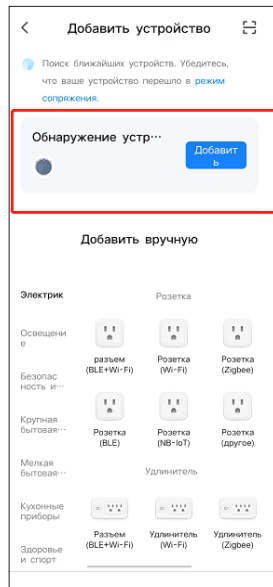 Добавить устройство
Поиск ближайших устройств. Убедитесь,
что ваше устройство перешло в режим
сопряжения.
Обнаружение устр···
Добавит
ь
Добавить вручную
Электрик
Розетка
Освещени
е
разъем
(BLE+Wi-Fi)
Розетка
(Wi-Fi)
Розетка
(Zigbee)
Безопас
ность и···
Крупная
бытовая···
Розетка
(BLE)
Розетка
(NB-IoT)
Розетка
(другое)
Мелкая
бытовая···
Удлинитель
Кухонные
приборы
Разъем
(BLE+Wi-Fi)
Удлинитель
(Wi-Fi)
Удлинитель
(Zigbee)
Здоровье
и спорт